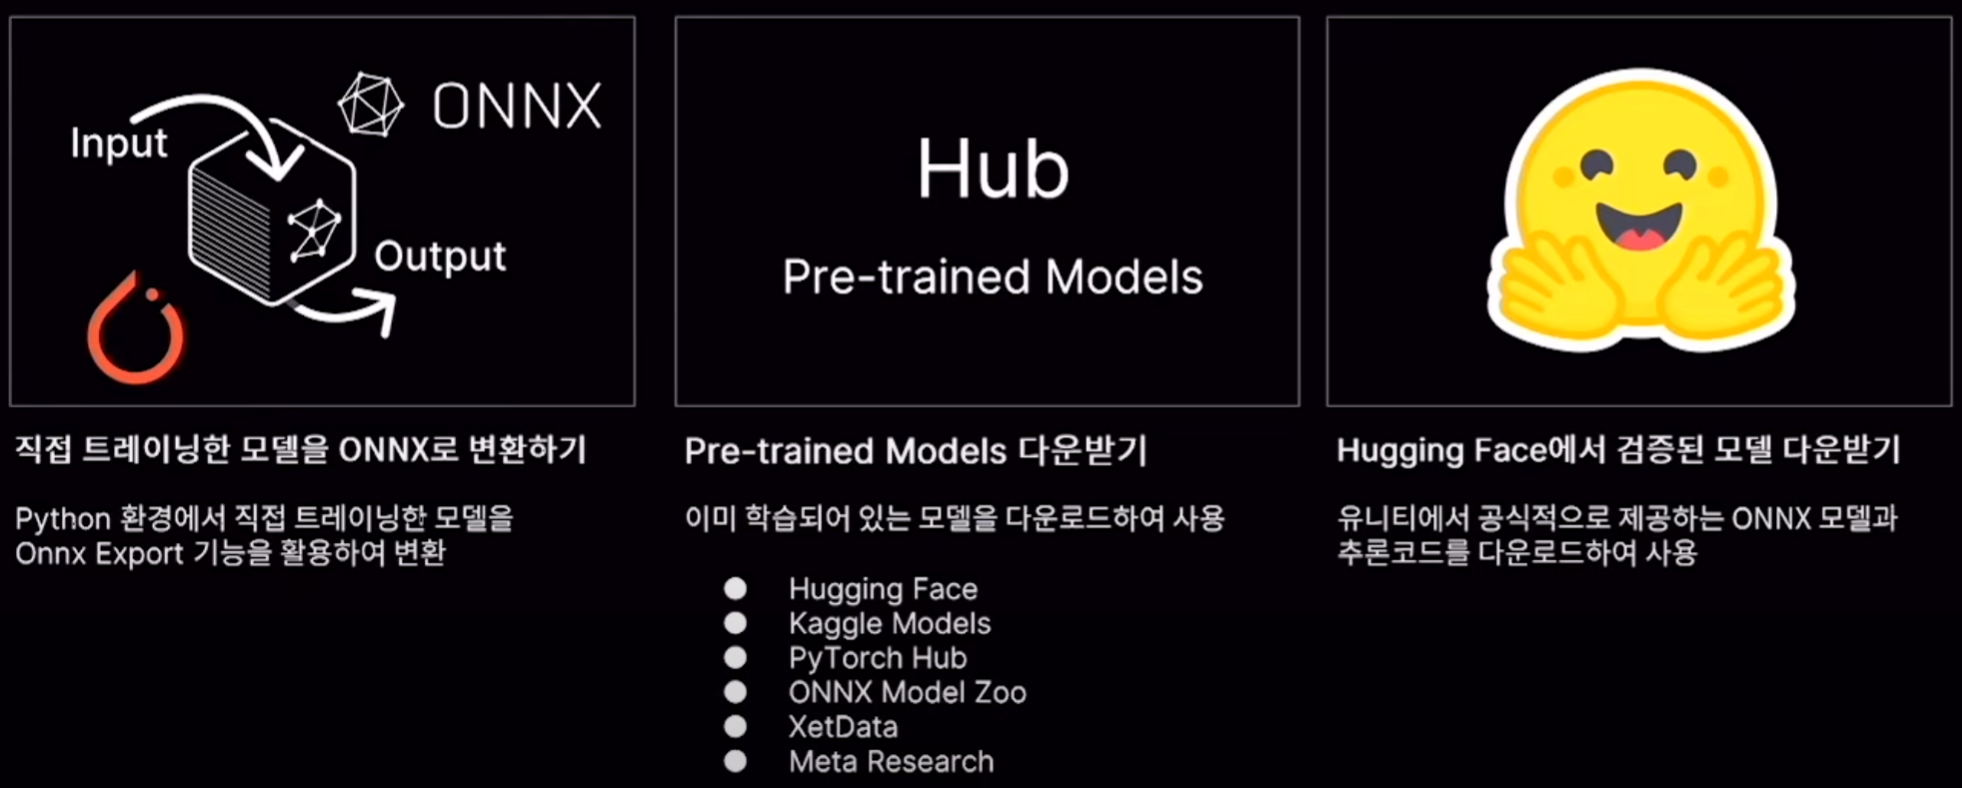 Input
ONNX
Output
직접 트레이닝한 모델을 ONNX로 변환하기
Python 환경에서 직접 트레이닝한 모델을
Onnx Export 기능을 활용하여 변환
Hub
Pre-trained Models
Pre-trained Models 다운받기
이미 학습되어 있는 모델을 다운로드하여 사용
● Hugging Face
● Kaggle Models
● PyTorch Hub
● ONNX Model Zoo
● XetData
● Meta Research
Hugging Face에서 검증된 모델 다운받기
유니티에서 공식적으로 제공하는 ONNX 모델과
추론코드를 다운로드하여 사용